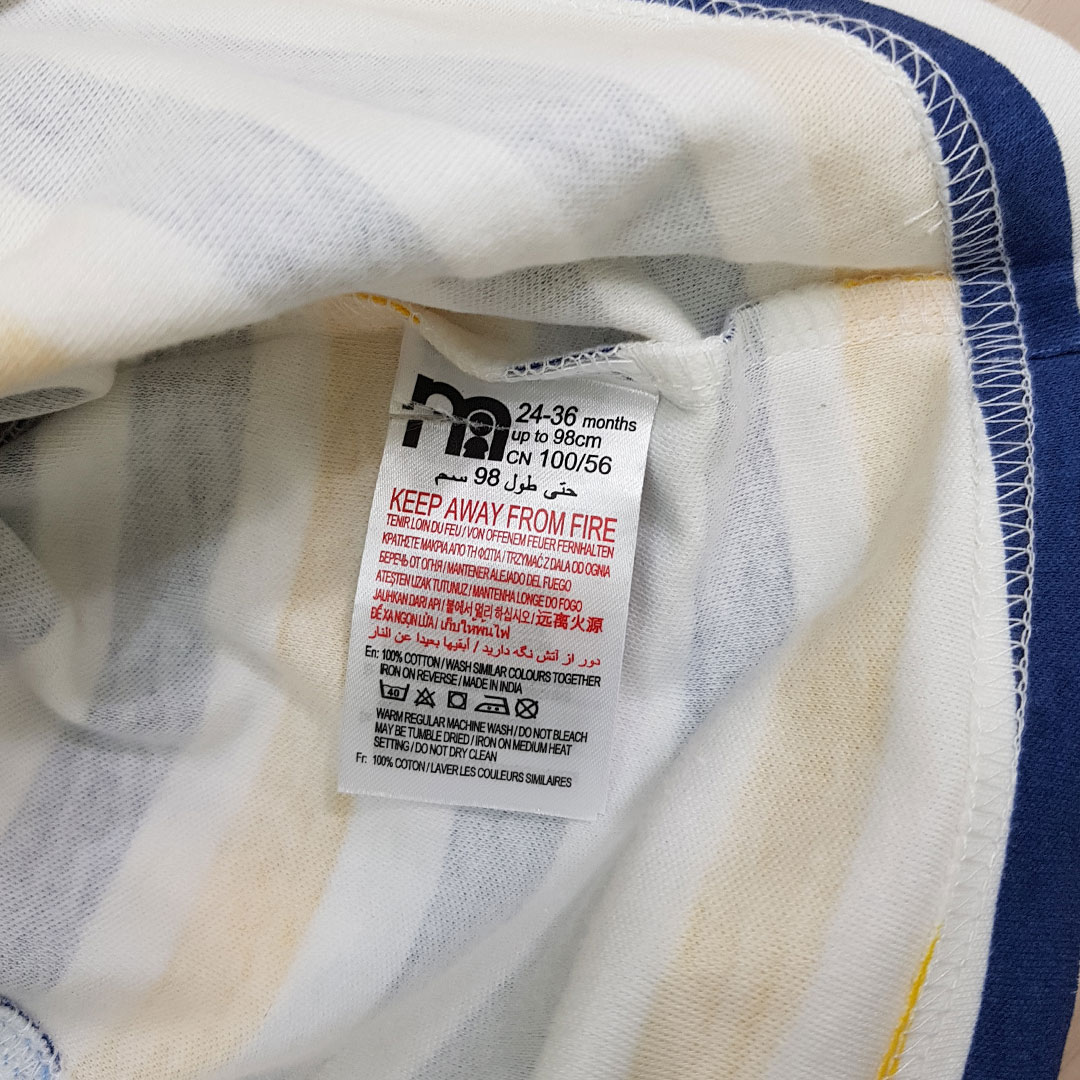 m
24-36 months
up to 98cm
CN 100/56
حتى طول 98 سم
KEEP AWAY FROM FIRE
TENIR LOIN DU FEU / VON OFFENEM FEUER FERNHALTEN
ΚΡΑΤΗΣΤΕ ΜΑΚΡΙΑ ΑΠΟ ΤΗ ΦΩΤΙΑ / TRZYMAĆ Z DALA OD OGNIA
БЕРЕЧЬ ОТ ОГНЯ / MANTENER ALEJADO DEL FUEGO
ATEŞTEN UZAK TUTUNUZ / MANTENHA LONGE DO FOGO
JAUHKAN DARI API / 불에서 멀리 하십시오 / 远离火源
ĐỂ XA NGỌN LỬA / เก็บให้พ้นไฟ
دور از آتش نگه دارید / أبقيها بعيدا عن النار
En: 100% COTTON / WASH SIMILAR COLOURS TOGETHER
IRON ON REVERSE / MADE IN INDIA
40
WARM REGULAR MACHINE WASH / DO NOT BLEACH
MAY BE TUMBLE DRIED / IRON ON MEDIUM HEAT
SETTING / DO NOT DRY CLEAN
Fr: 100% COTON / LAVER LES COULEURS SIMILAIRES